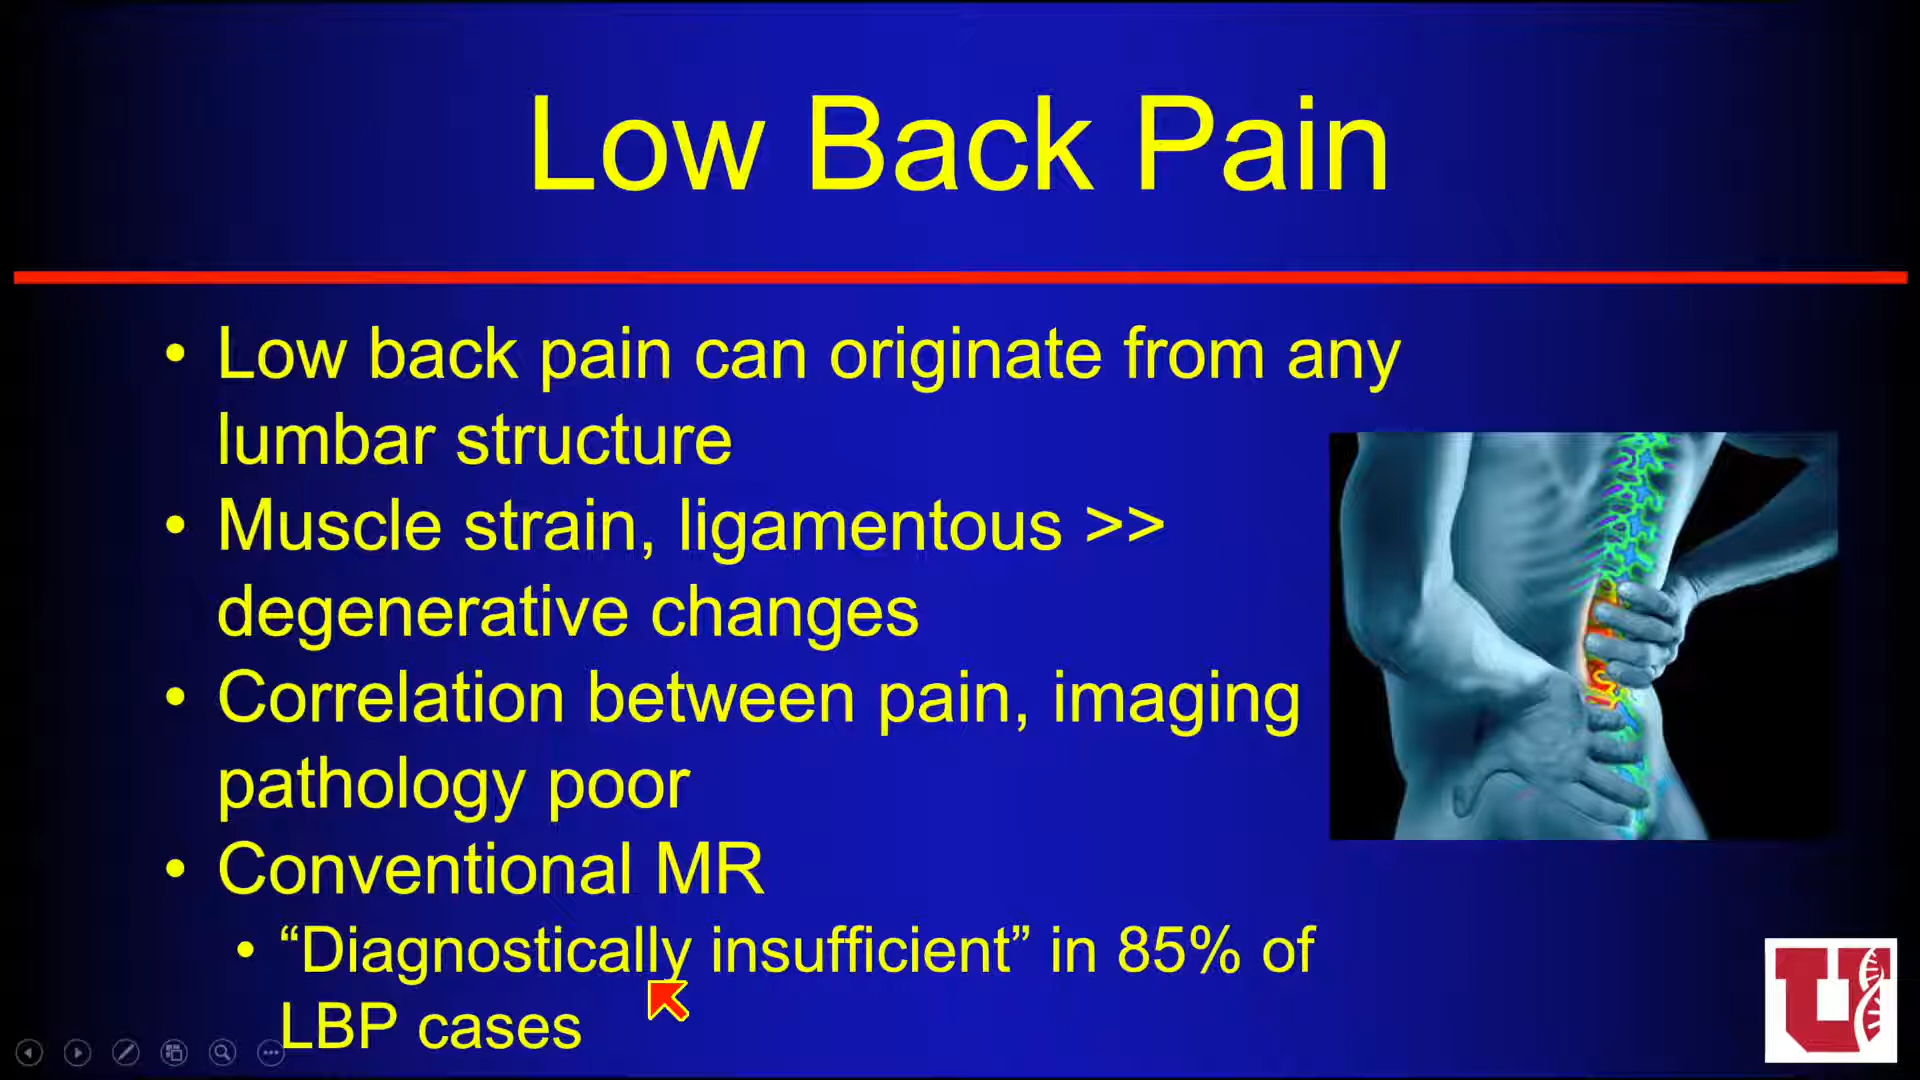 Low Back Pain
• Low back pain can originate from any
lumbar structure
• Muscle strain, ligamentous >>
degenerative changes
• Correlation between pain, imaging
pathology poor
• Conventional MR
• “Diagnostically insufficient” in 85% of
LBP cases
U